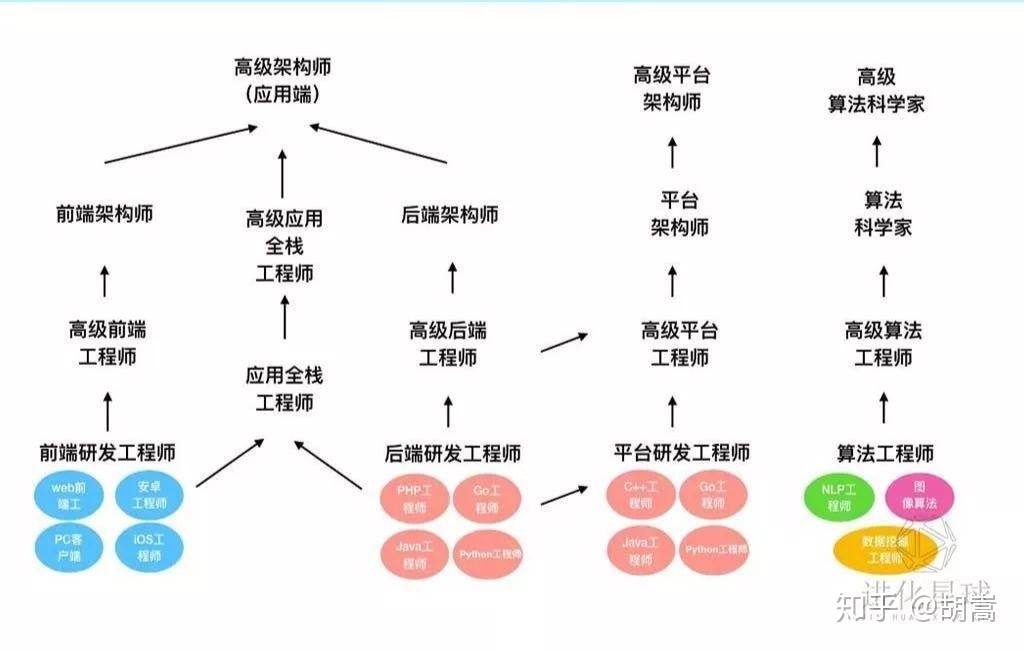 高级架构师
（应用端）
高级平台
架构师
高级
算法科学家
前端架构师
高级应用
全栈
工程师
后端架构师
平台
架构师
算法
科学家
高级前端
工程师
应用全栈
工程师
高级后端
工程师
高级平台
工程师
高级算法
工程师
前端研发工程师
web前
端工
安卓
工程师
PC客
户端
iOS工
程师
后端研发工程师
PHP工
程师
Go工
程师
Java工
程师
Python工程师
平台研发工程师
C++工
程师
Go工
程师
Java工
程师
Python工程师
算法工程师
NLP工
程师
图
像算法
数据挖掘
工程师
进化星球
知乎 @胡嵩